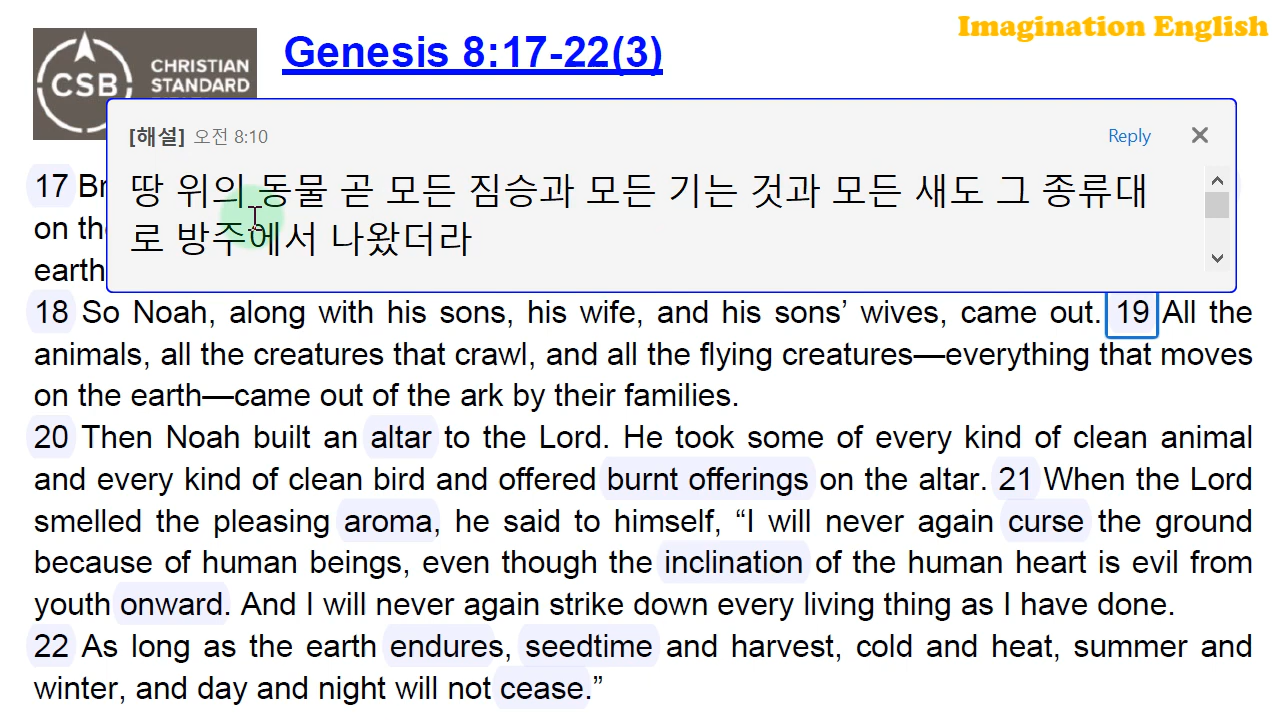 Imagination English
Genesis 8:17-22(3)
CSB
CHRISTIAN
STANDARD
[해설] 오전 8:10
Reply
땅 위의 동물 곧 모든 짐승과 모든 기는 것과 모든 새도 그 종류대
로 방주에서 나왔더라
17
on
earth
18 So Noah, along with his sons, his wife, and his sons’ wives, came out. 19 All the
animals, all the creatures that crawl, and all the flying creatures—everything that moves
on the earth—came out of the ark by their families.
20 Then Noah built an altar to the Lord. He took some of every kind of clean animal
and every kind of clean bird and offered burnt offerings on the altar. 21 When the Lord
smelled the pleasing aroma, he said to himself, “I will never again curse the ground
because of human beings, even though the inclination of the human heart is evil from
youth onward. And I will never again strike down every living thing as I have done.
22 As long as the earth endures, seedtime and harvest, cold and heat, summer and
winter, and day and night will not cease.”